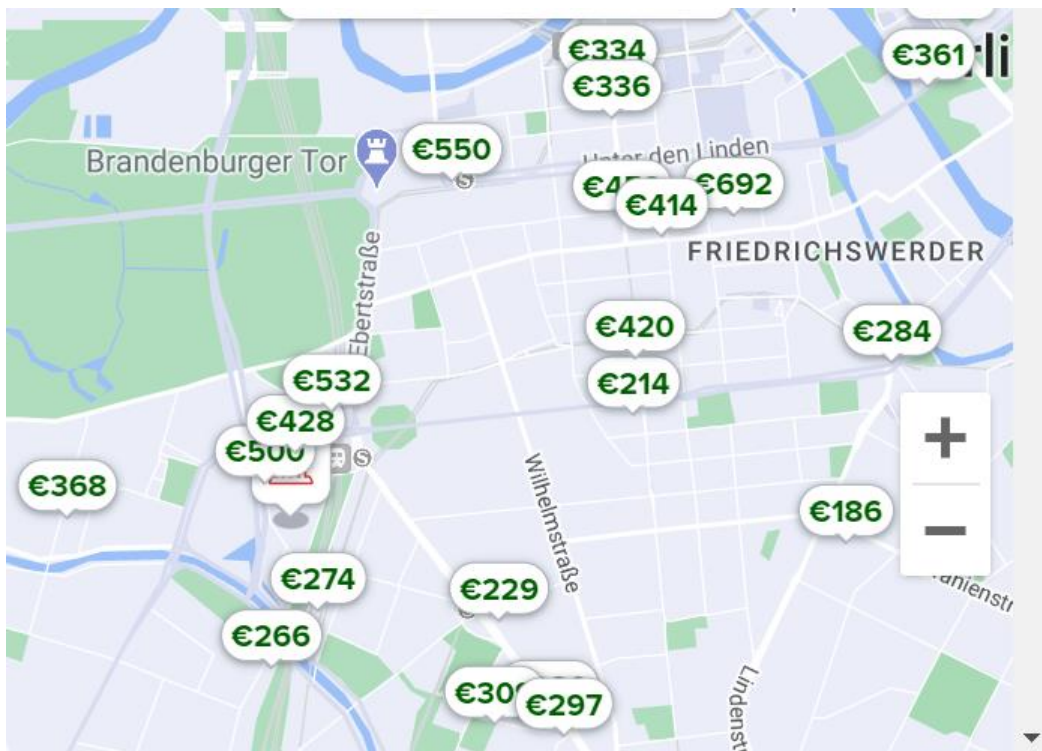 €334
€361
rli
€336
€550
Brandenburger Tor
Unter den Linden
€692
€414
FRIEDRICHSWERDER
Ebertstraße
€420
€284
€532
€214
€428
€500
S
S
€368
+
Wilhelmstraße
€186
−
€274
€229
€266
€297